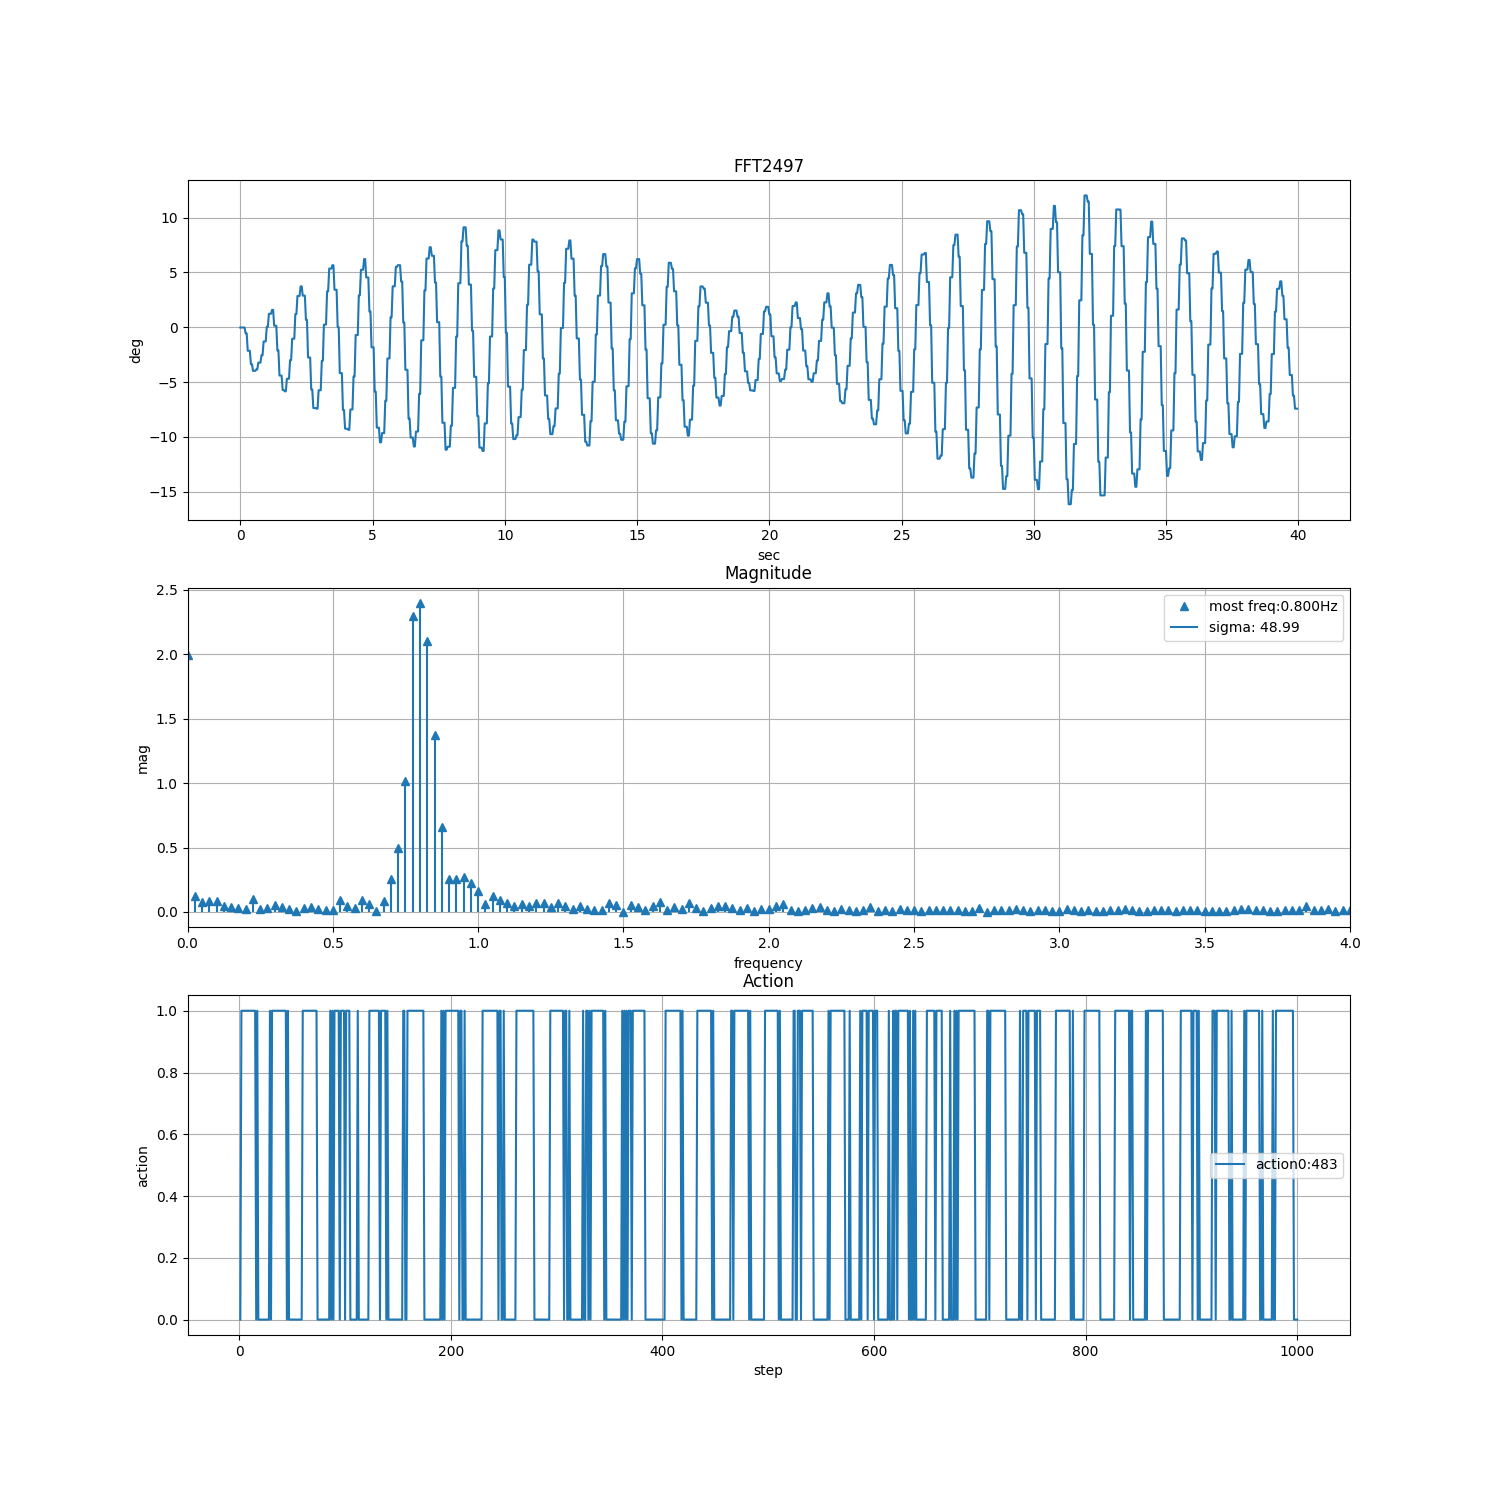 FFT2497
10
5
0
−5
−10
−15
deg
0 5 10 15 20 25 30 35 40
sec
Magnitude
2.5
2.0
1.5
1.0
0.5
0.0
mag
most freq:0.800Hz
sigma: 48.99
0.0 0.5 1.0 1.5 2.0 2.5 3.0 3.5 4.0
frequency
Action
1.0
0.8
0.6
0.4
0.2
0.0
action
action0:483
0 200 400 600 800 1000
step